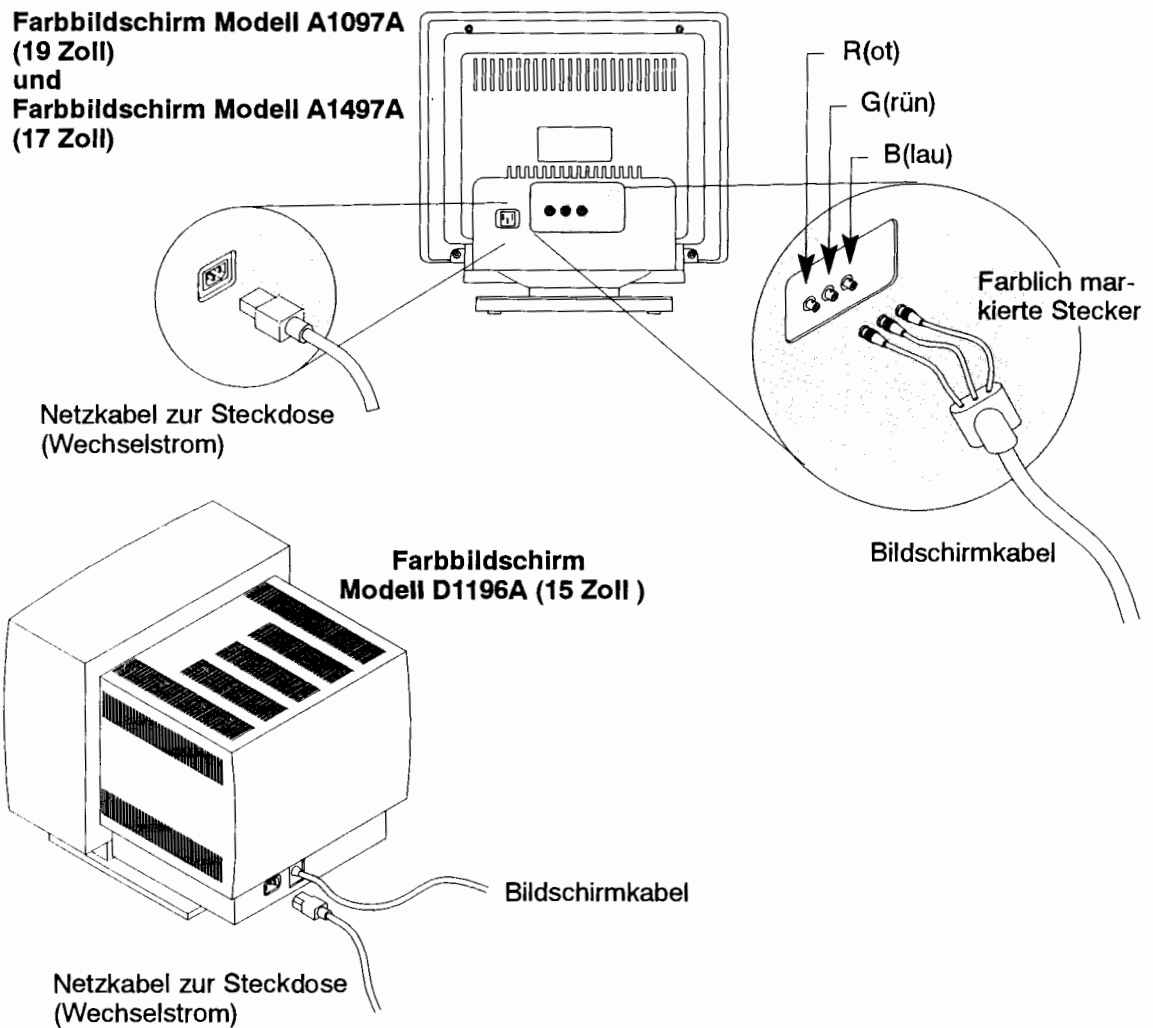 Farbbildschirm Modell A1097A
(19 Zoll)
und
Farbbildschirm Modell A1497A
(17 Zoll)
R(ot)
G(rün)
B(lau)
Farblich mar-
kierte Stecker
Netzkabel zur Steckdose
(Wechselstrom)
Bildschirmkabel
Farbbildschirm
Modell D1196A (15 Zoll )
Bildschirmkabel
Netzkabel zur Steckdose
(Wechselstrom)